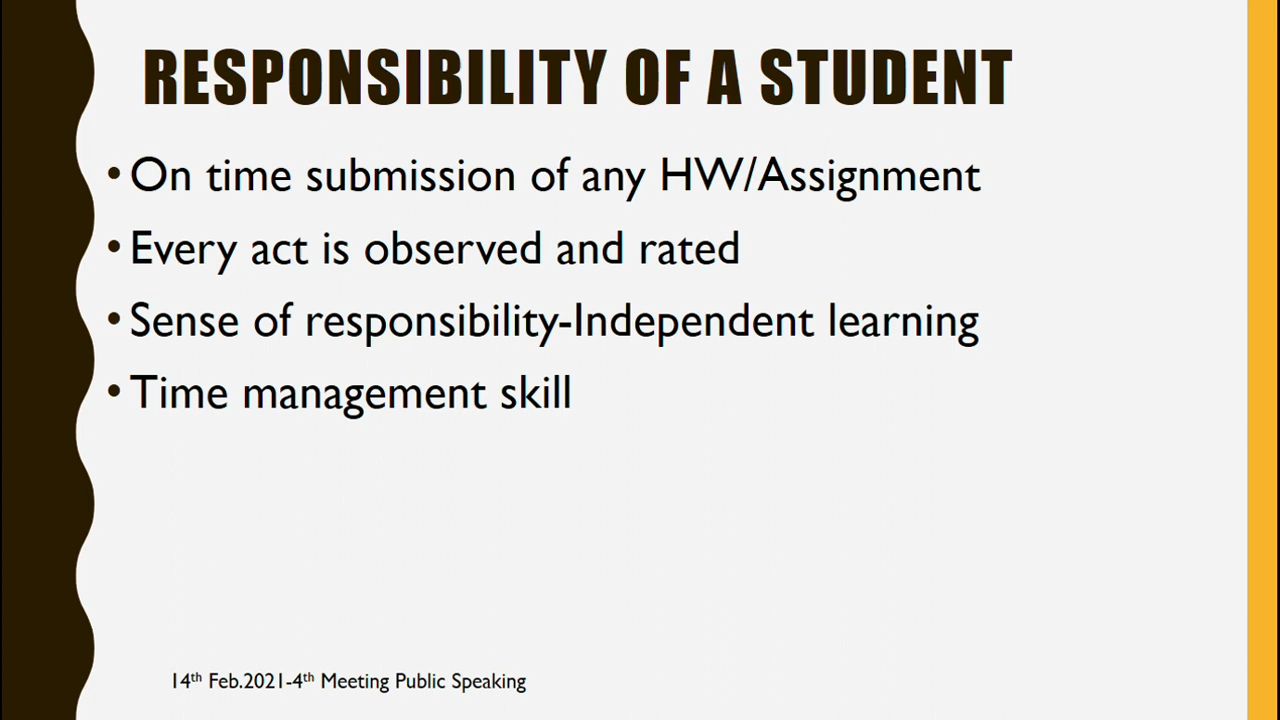 RESPONSIBILITY OF A STUDENT
• On time submission of any HW/Assignment
• Every act is observed and rated
• Sense of responsibility-Independent learning
• Time management skill
14th Feb.2021-4th Meeting Public Speaking